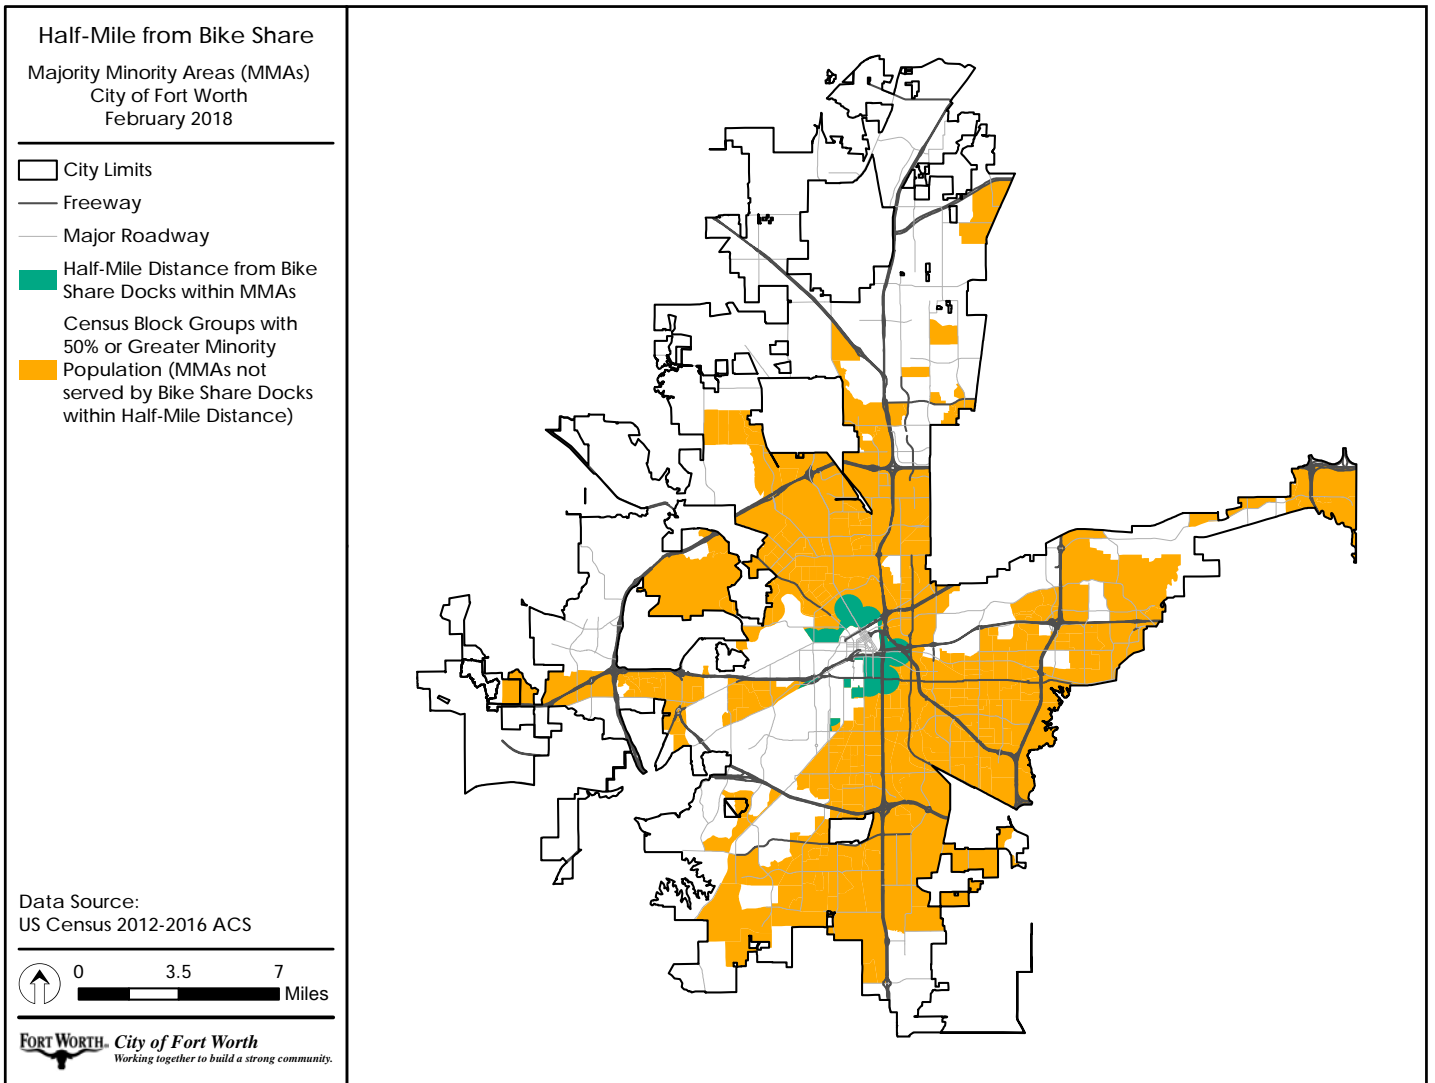 Half-Mile from Bike Share
Majority Minority Areas (MMAs)
City of Fort Worth
February 2018
City Limits
Freeway
Major Roadway
Half-Mile Distance from Bike
Share Docks within MMAs
Census Block Groups with
50% or Greater Minority
Population (MMAs not
served by Bike Share Docks
within Half-Mile Distance)
Data Source:
US Census 2012-2016 ACS
0 3.5 7
Miles
FORT WORTH® City of Fort Worth
Working together to build a strong community.